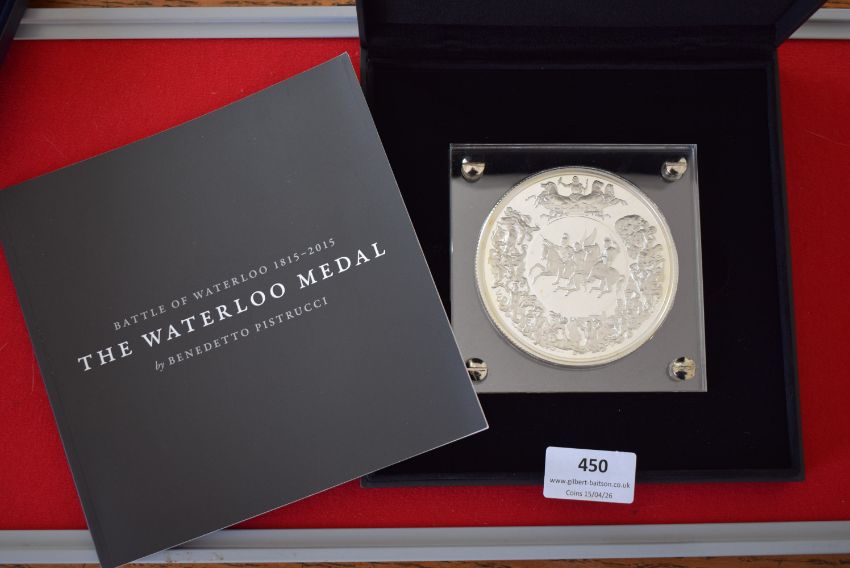 BATTLE OF WATERLOO 1815–2015
THE WATERLOO MEDAL
by BENEDETTO PISTRUCCI
450
www.gilbert-baitson.co.uk
Coins 15/04/26